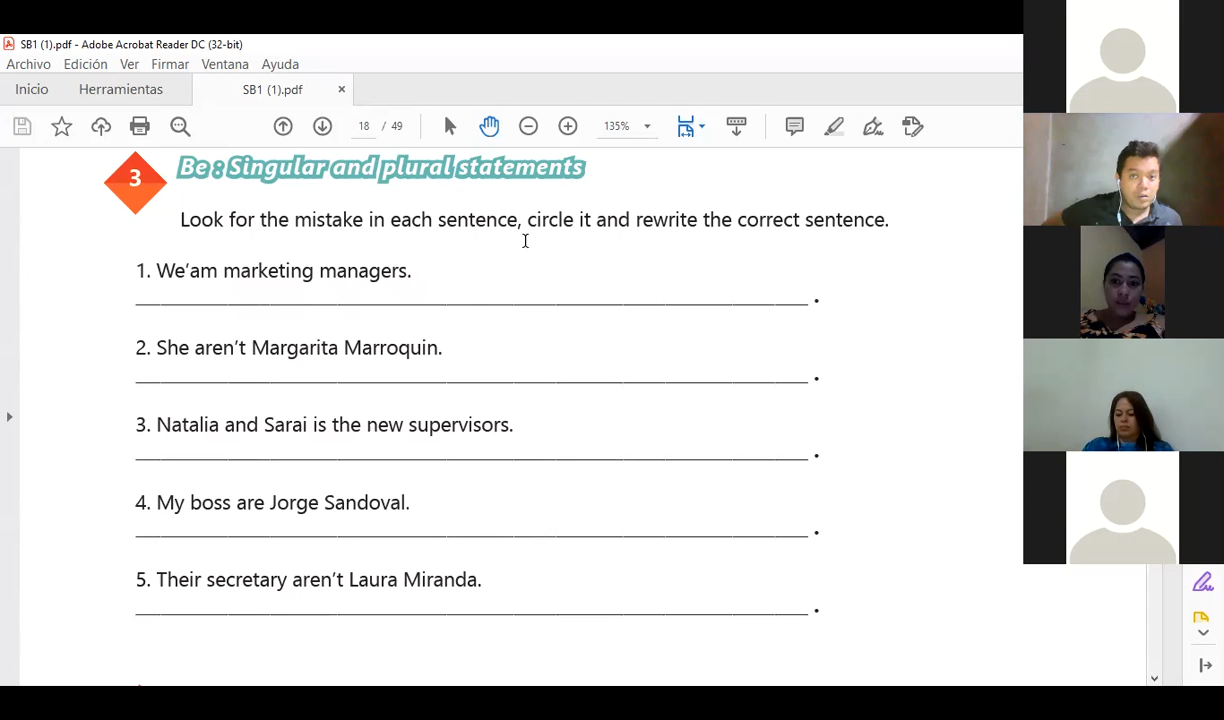 SB1 (1).pdf - Adobe Acrobat Reader DC (32-bit)
Archivo Edición Ver Firmar Ventana Ayuda
Inicio Herramientas SB1 (1).pdf ×
18 / 49 135%
3 Be : Singular and plural statements
Look for the mistake in each sentence, circle it and rewrite the correct sentence.
1. We’am marketing managers.
.
2. She aren’t Margarita Marroquin.
.
3. Natalia and Sarai is the new supervisors.
.
4. My boss are Jorge Sandoval.
.
5. Their secretary aren’t Laura Miranda.
.